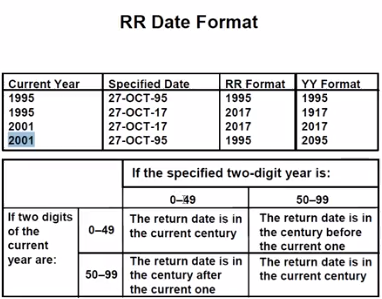 RR Date Format
Current Year Specified Date RR Format YY Format
1995 27-OCT-95 1995 1995
1995 27-OCT-17 2017 1917
2001 27-OCT-17 2017 2017
2001 27-OCT-95 1995 2095
If the specified two-digit year is:
0–49 50–99
If two digits of the current year are:
0–49
The return date is in
the current century
The return date is in
the century before
the current one
50–99
The return date is in
the century after
the current one
The return date is in
the current century